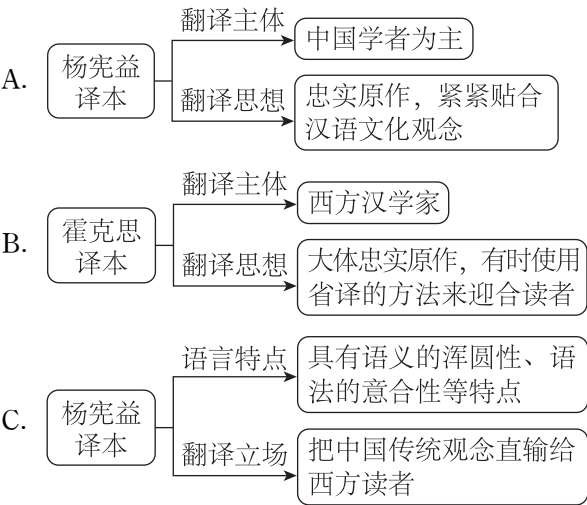 A.
杨宪益
译本
翻译主体
中国学者为主
翻译思想
忠实原作，紧紧贴合
汉语文化观念
B.
霍克思
译本
翻译主体
西方汉学家
翻译思想
大体忠实原作，有时使用
省译的方法来迎合读者
C.
杨宪益
译本
语言特点
具有语义的浑圆性、语
法的意合性等特点
翻译立场
把中国传统观念直输给
西方读者